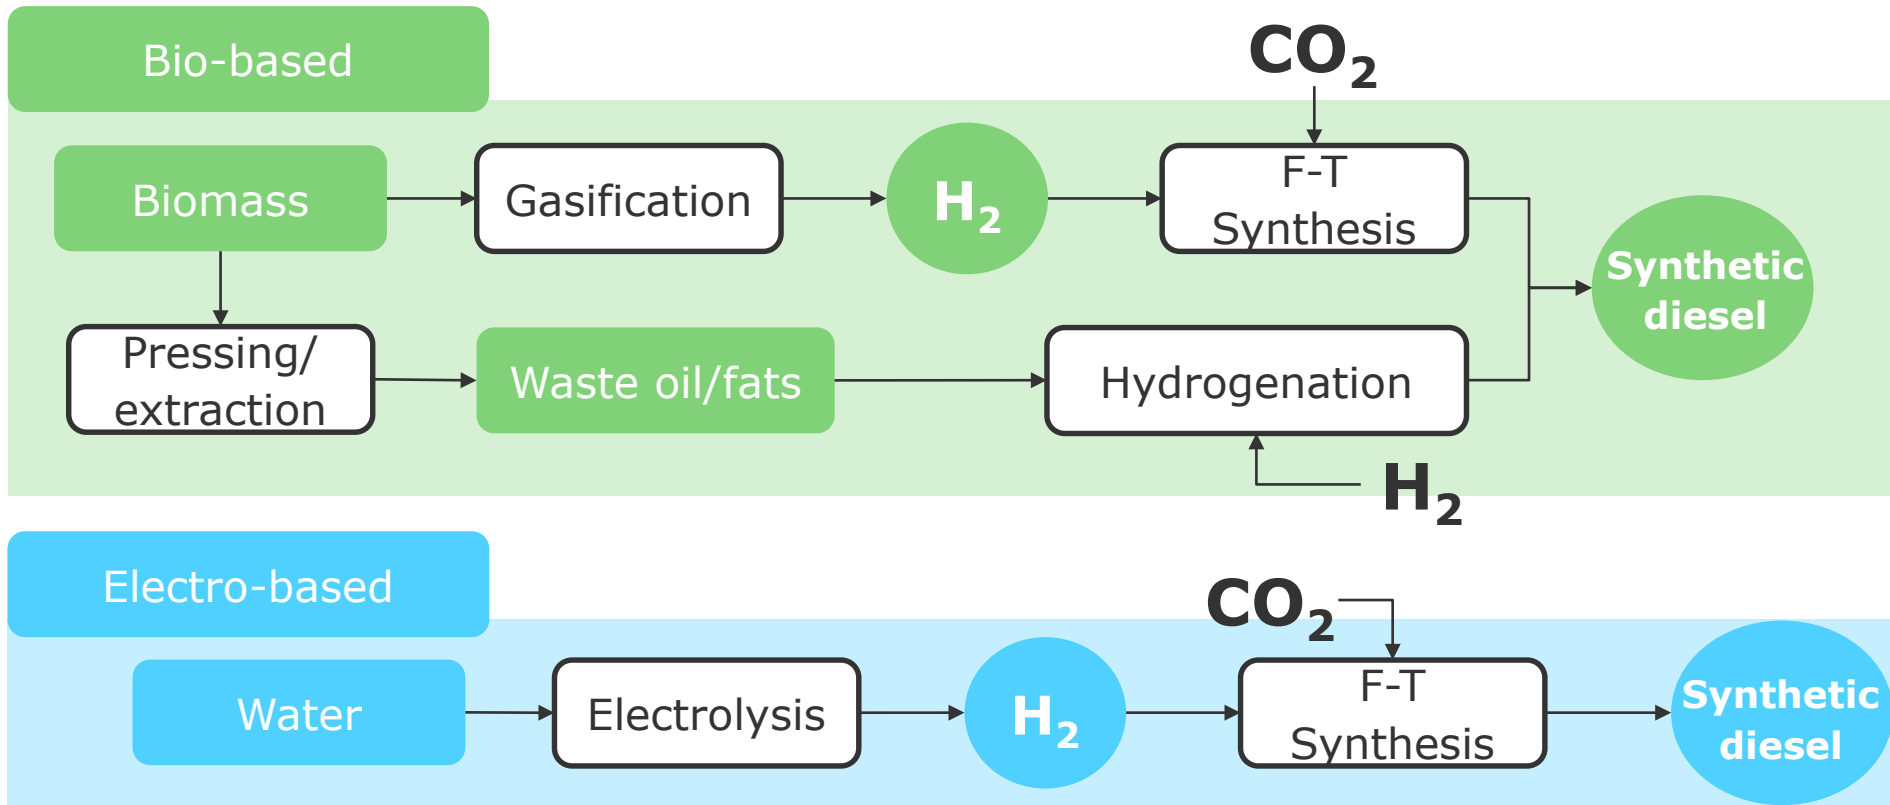 Bio-based
CO₂
Biomass
Gasification
H₂
F-T
Synthesis
Synthetic
diesel
Pressing/
extraction
Waste oil/fats
Hydrogenation
H₂
Electro-based
CO₂
Water
Electrolysis
H₂
F-T
Synthesis
Synthetic
diesel